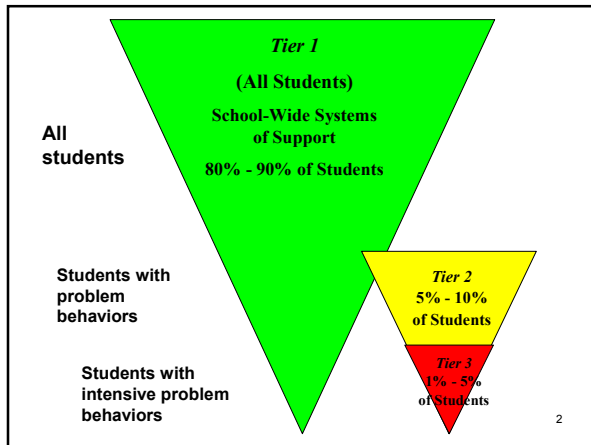 Tier 1
(All Students)
School-Wide Systems
of Support
80% - 90% of Students
All
students
Students with
problem
behaviors
Tier 2
5% - 10%
of Students
Students with
intensive problem
behaviors
Tier 3
1% - 5%
of Students
2